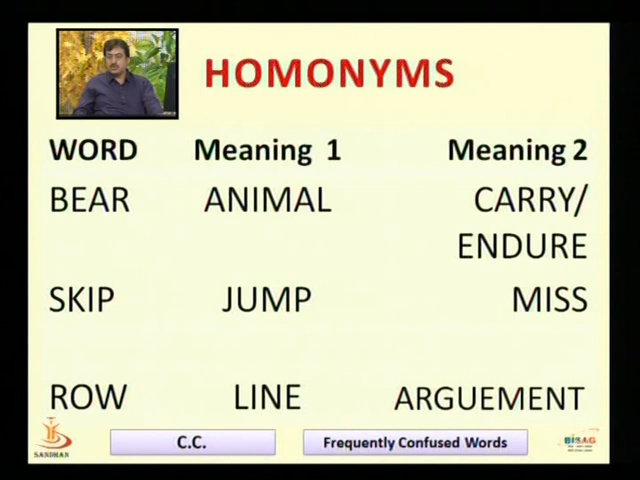 HOMONYMS
WORD Meaning 1 Meaning 2
BEAR ANIMAL CARRY/
ENDURE
SKIP JUMP MISS
ROW LINE ARGUEMENT
SANDHAN C.C. Frequently Confused Words BISAG